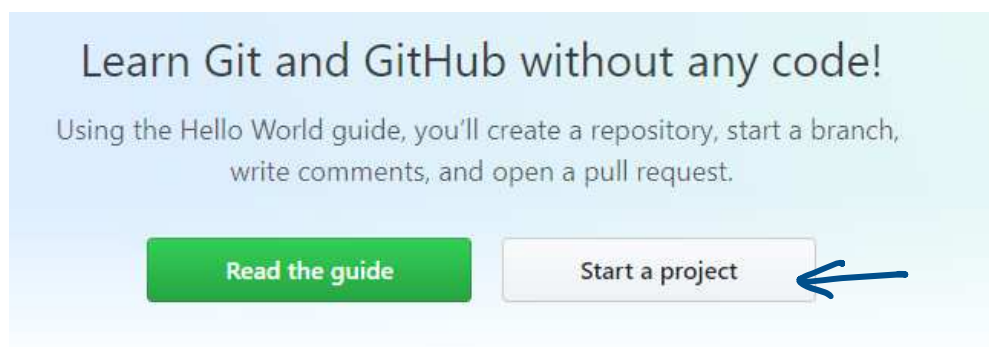 Learn Git and GitHub without any code!
Using the Hello World guide, you'll create a repository, start a branch,
write comments, and open a pull request.
Read the guide
Start a project